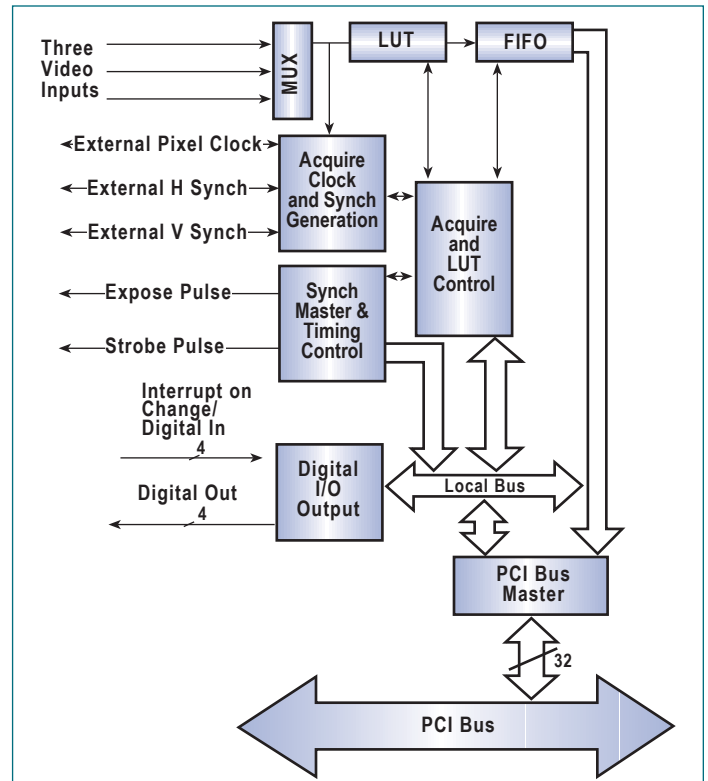 Three
Video
Inputs
MUX
LUT
FIFO
External Pixel Clock
External H Synch
External V Synch
Acquire
Clock
and Synch
Generation
Acquire
and
LUT
Control
Expose Pulse
Strobe Pulse
Synch
Master &
Timing
Control
Interrupt on
Change/
Digital In
4
Digital Out
4
Digital
I/O
Output
Local Bus
PCI Bus
Master
32
PCI Bus